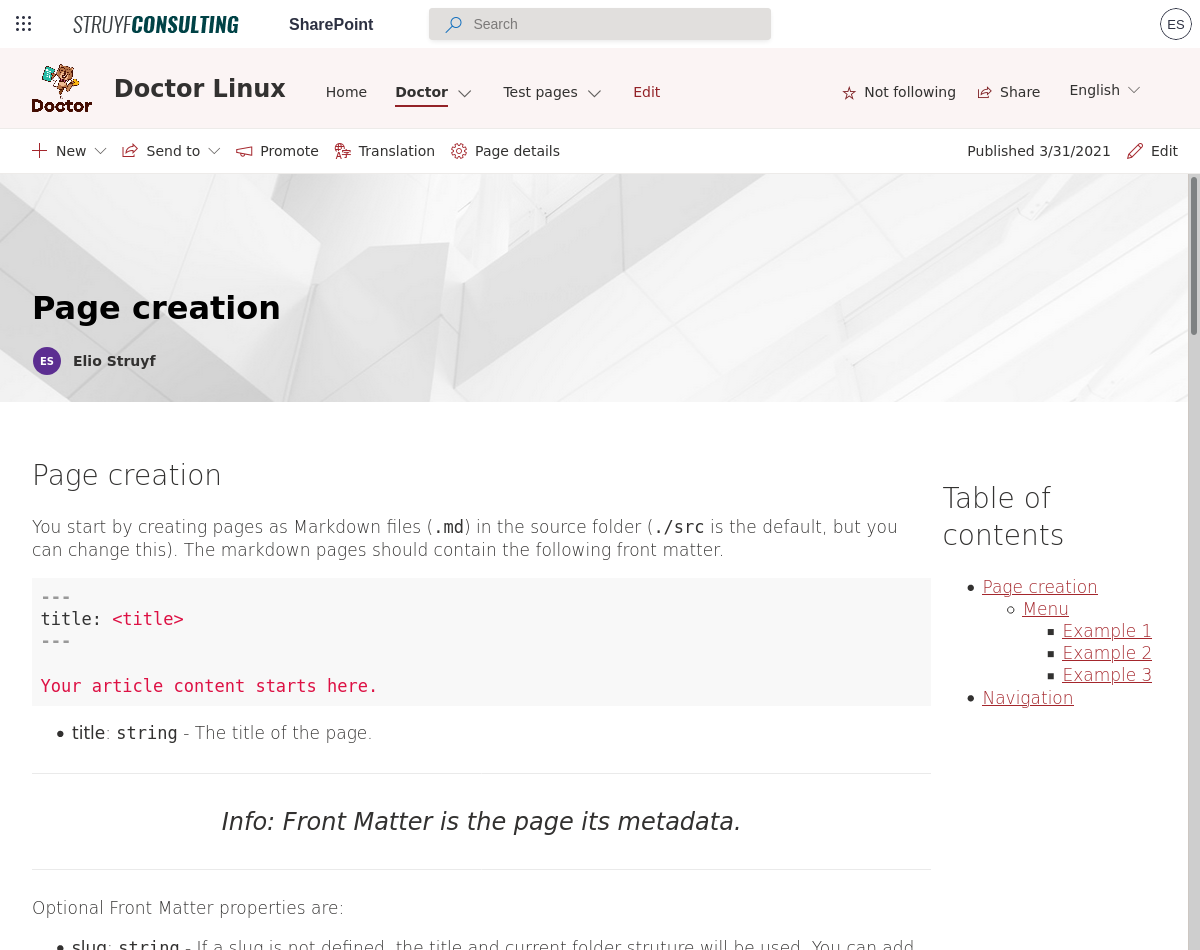 STRUYFCONSULTING SharePoint Search ES
Doctor Doctor Linux Home Doctor Test pages Edit Not following Share English
New Send to Promote Translation Page details Published 3/31/2021 Edit
Page creation
ES Elio Struyf
Page creation
You start by creating pages as Markdown files (.md) in the source folder (./src is the default, but you
can change this). The markdown pages should contain the following front matter.
---
title: <title>
---
Your article content starts here.
• title: string - The title of the page.
Info: Front Matter is the page its metadata.
Optional Front Matter properties are:
• slug: string - If a slug is not defined, the title and current folder struture will be used. You can add
Table of
contents
• Page creation
○ Menu
▪ Example 1
▪ Example 2
▪ Example 3
• Navigation